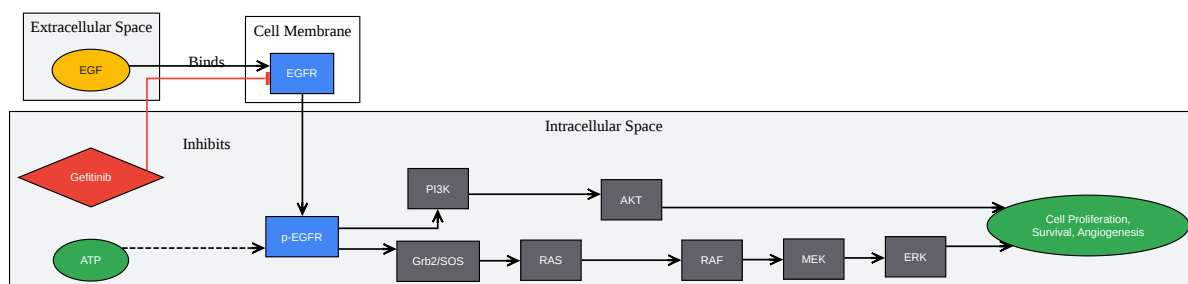 Extracellular Space
Cell Membrane
EGF
Binds
EGFR
Intracellular Space
Inhibits
Gefitinib
PI3K
AKT
Cell Proliferation,
Survival, Angiogenesis
p-EGFR
ATP
Grb2/SOS
RAS
RAF
MEK
ERK